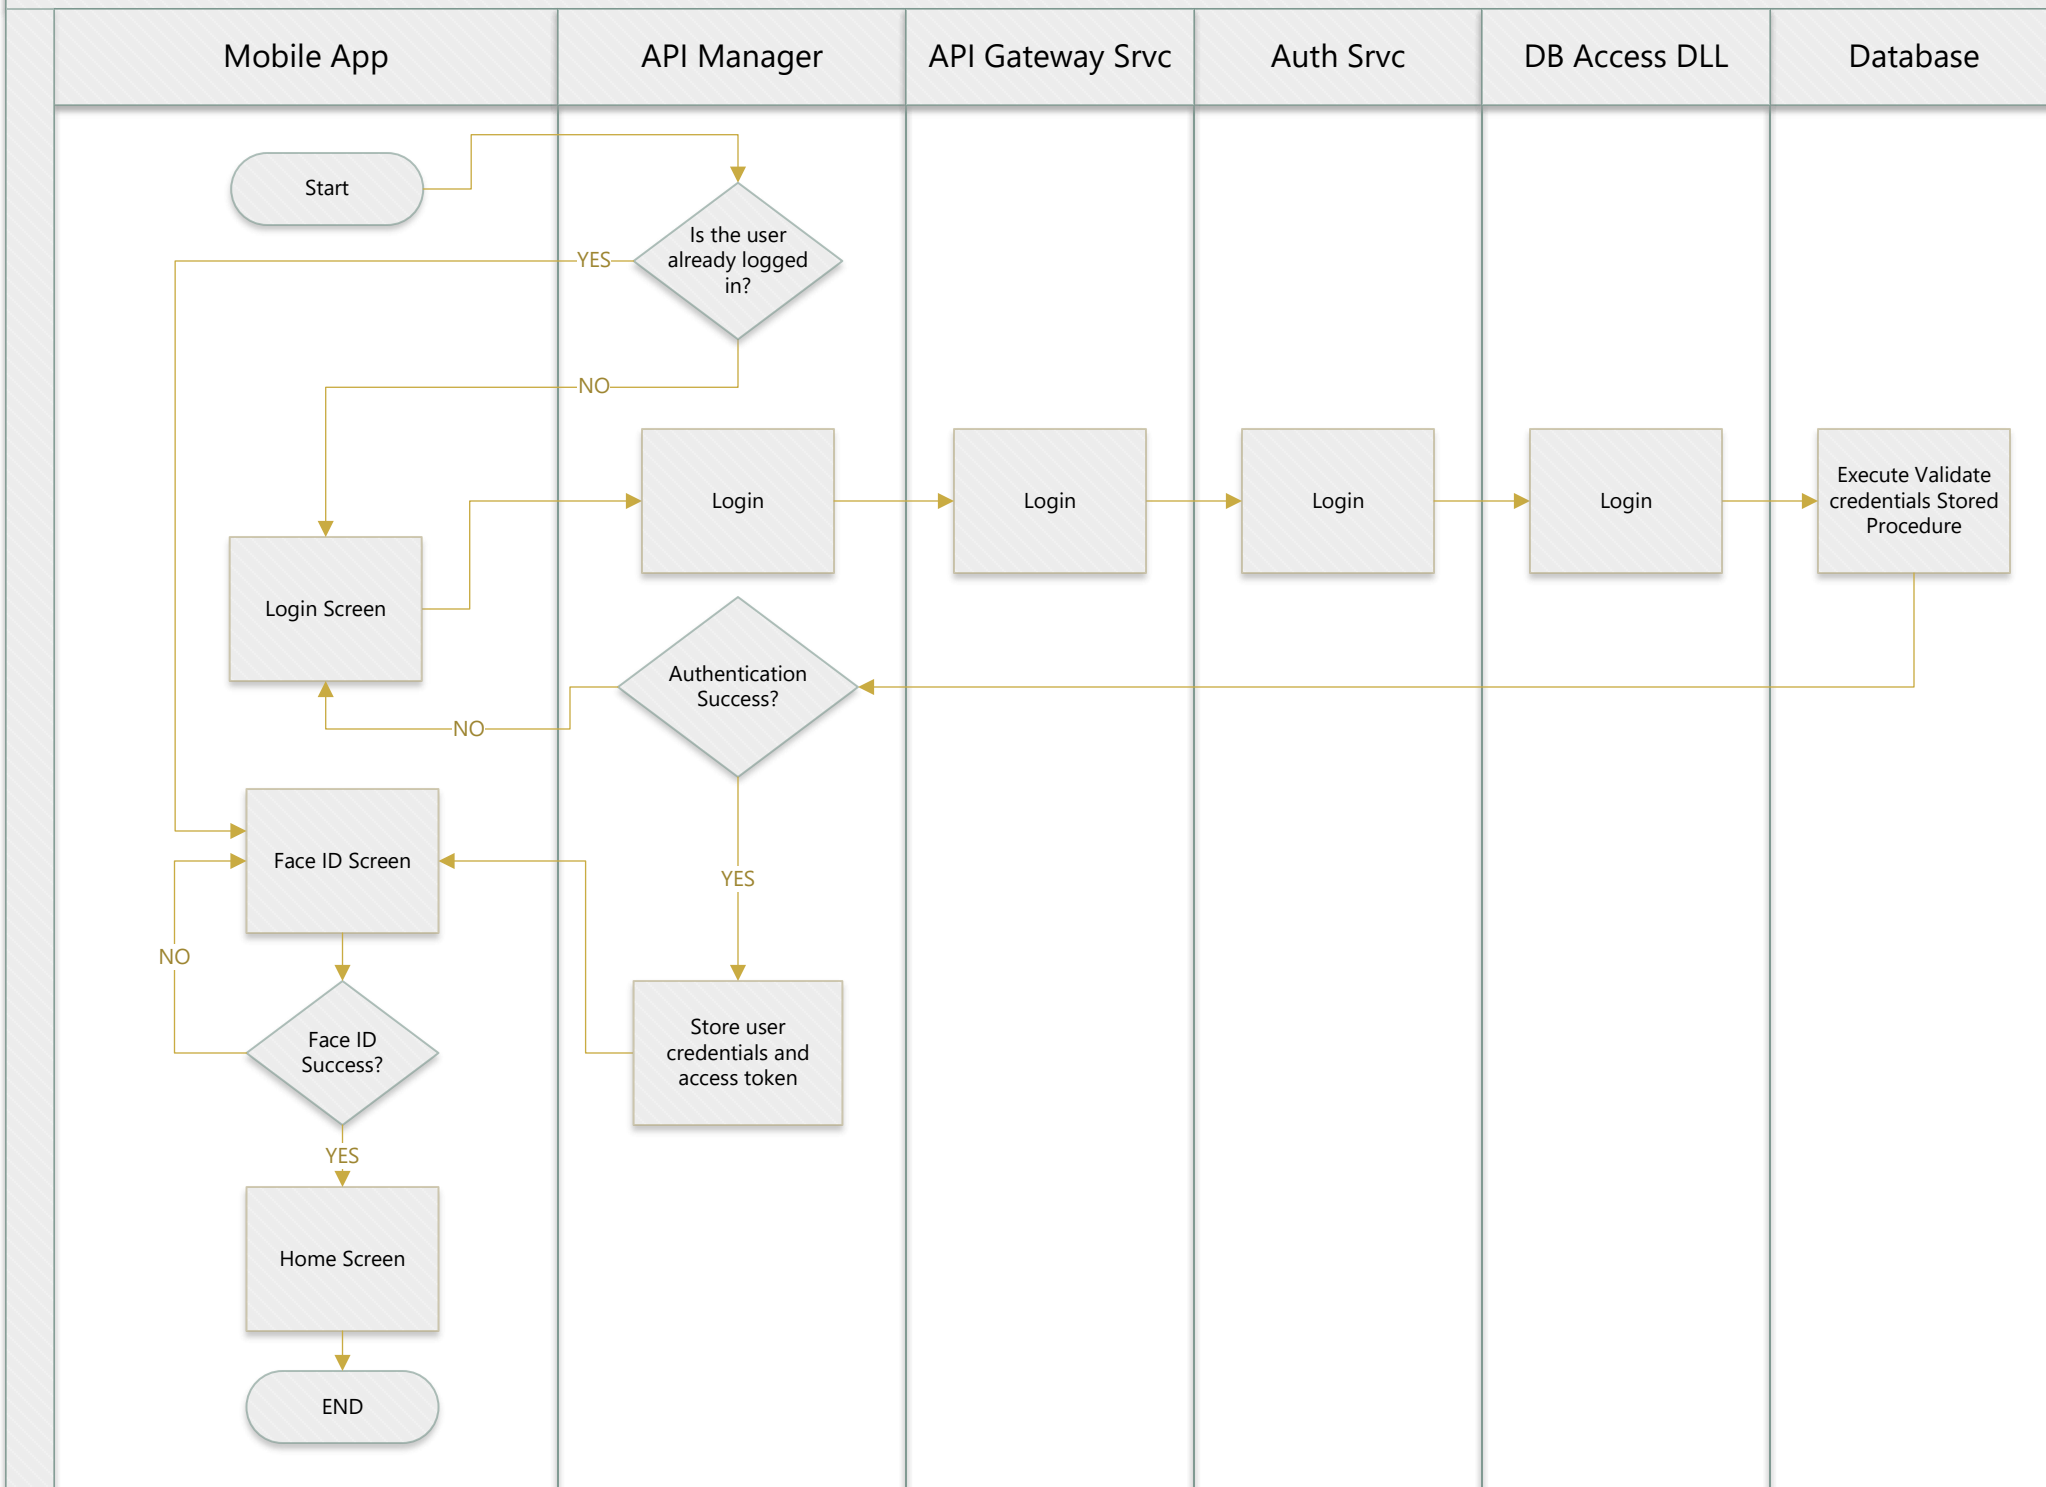 Mobile App
API Manager
API Gateway Srvc
Auth Srvc
DB Access DLL
Database
Start
Is the user
already logged
in?
YES
NO
Login
Login
Login
Login
Execute Validate
credentials Stored
Procedure
Login Screen
Authentication
Success?
NO
Face ID Screen
YES
NO
Face ID
Success?
Store user
credentials and
access token
YES
Home Screen
END